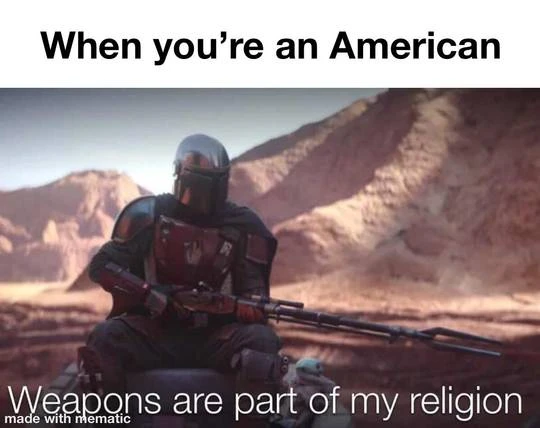 When you’re an American
Weapons are part of my religion
made with mematic